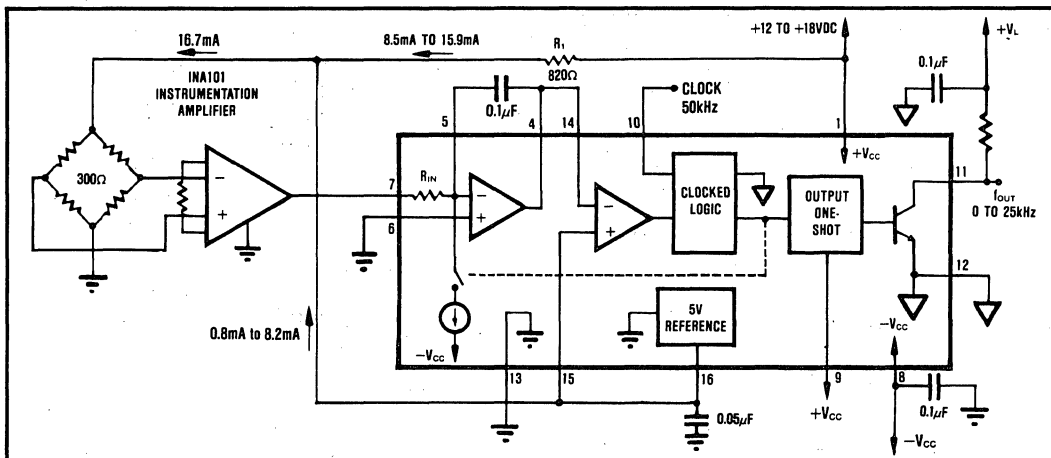 16.7mA
8.5mA TO 15.9mA
R1
820Ω
+12 TO +18VDC
+VL
0.1µF
INA101
INSTRUMENTATION
AMPLIFIER
0.1µF
CLOCK
50kHz
5
4
14
10
1
+VCC
300Ω
−
+
7
RIN
6
−
+
−
+
CLOCKED
LOGIC
OUTPUT
ONE-
SHOT
11
fOUT
0 TO 25kHz
12
0.8mA to 8.2mA
−VCC
5V
REFERENCE
−VCC
13
15
16
9
8
0.05µF
+VCC
0.1µF
−VCC